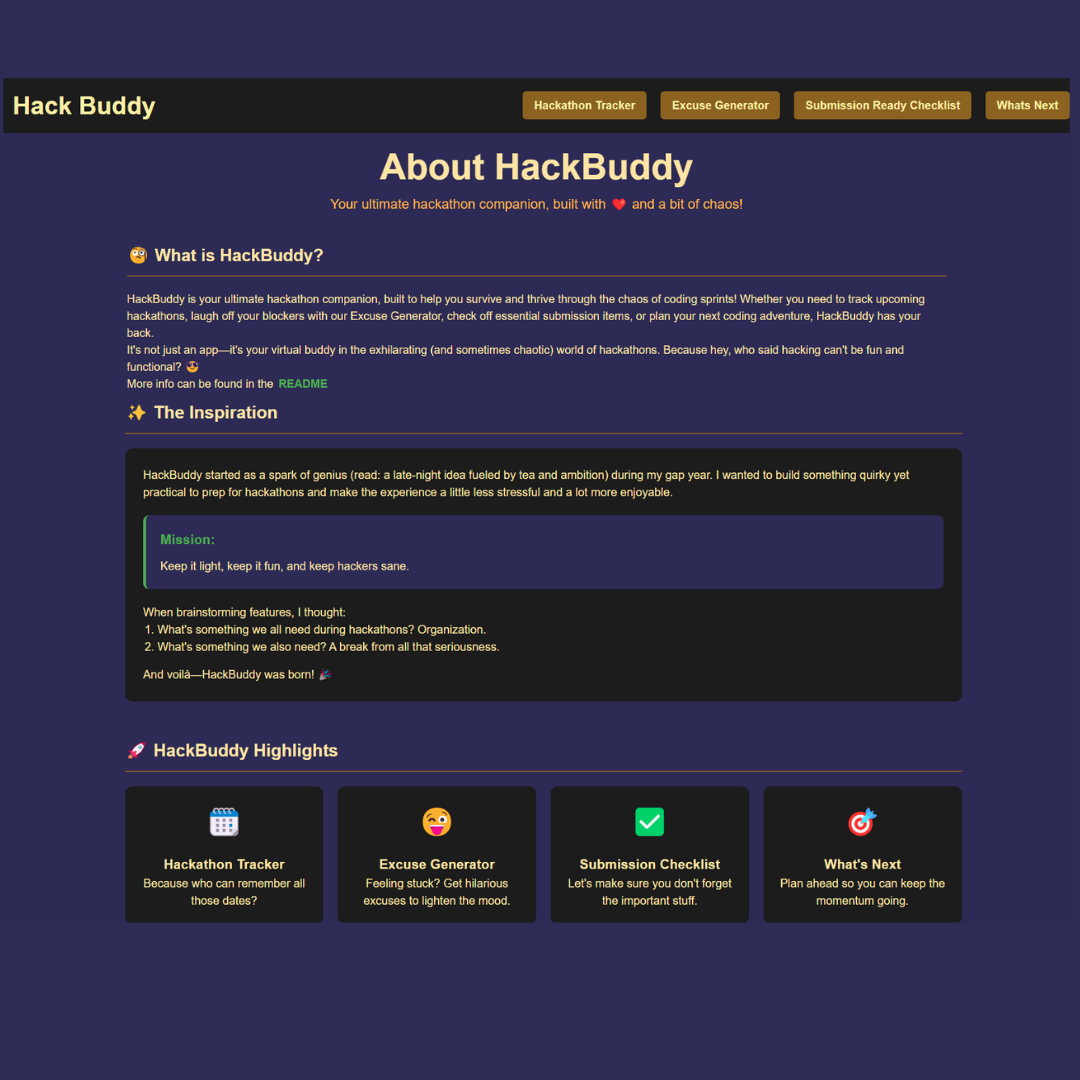 Hack Buddy
Hackathon Tracker
Excuse Generator
Submission Ready Checklist
Whats Next
About HackBuddy
Your ultimate hackathon companion, built with ❤️ and a bit of chaos!
🧐 What is HackBuddy?
HackBuddy is your ultimate hackathon companion, built to help you survive and thrive through the chaos of coding sprints! Whether you need to track upcoming
hackathons, laugh off your blockers with our Excuse Generator, check off essential submission items, or plan your next coding adventure, HackBuddy has your
back.
It's not just an app—it's your virtual buddy in the exhilarating (and sometimes chaotic) world of hackathons. Because hey, who said hacking can't be fun and
functional? 🤩
More info can be found in the README
✨ The Inspiration
HackBuddy started as a spark of genius (read: a late-night idea fueled by tea and ambition) during my gap year. I wanted to build something quirky yet
practical to prep for hackathons and make the experience a little less stressful and a lot more enjoyable.
Mission:
Keep it light, keep it fun, and keep hackers sane.
When brainstorming features, I thought:
1. What's something we all need during hackathons? Organization.
2. What's something we also need? A break from all that seriousness.
And voilà—HackBuddy was born! 🎉
🚀 HackBuddy Highlights
Hackathon Tracker
Because who can remember all
those dates?
Excuse Generator
Feeling stuck? Get hilarious
excuses to lighten the mood.
Submission Checklist
Let's make sure you don't forget
the important stuff.
What's Next
Plan ahead so you can keep the
momentum going.